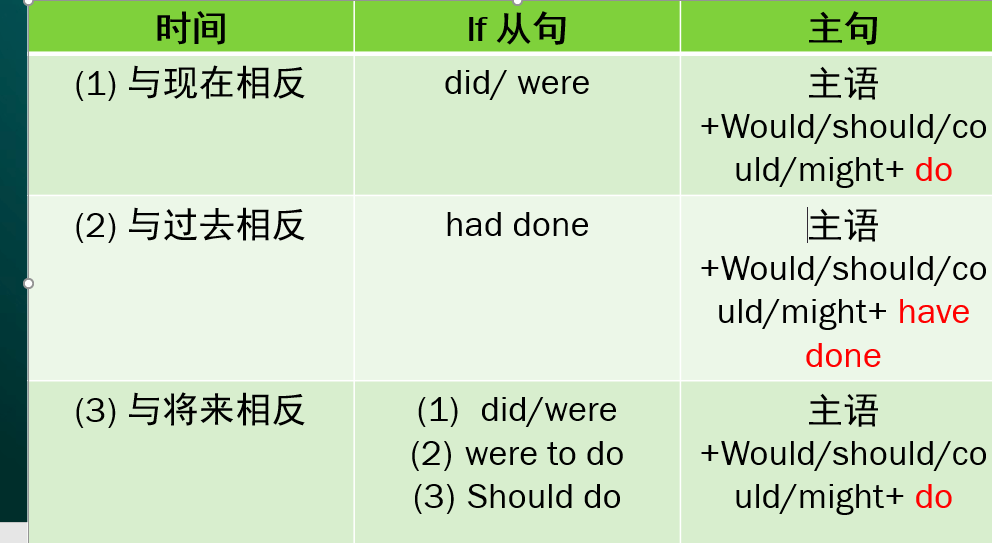 时间
If 从句
主句
(1) 与现在相反
did/ were
主语
+Would/should/co
uld/might+ do
(2) 与过去相反
had done
主语
+Would/should/co
uld/might+ have
done
(3) 与将来相反
(1) did/were
(2) were to do
(3) Should do
主语
+Would/should/co
uld/might+ do